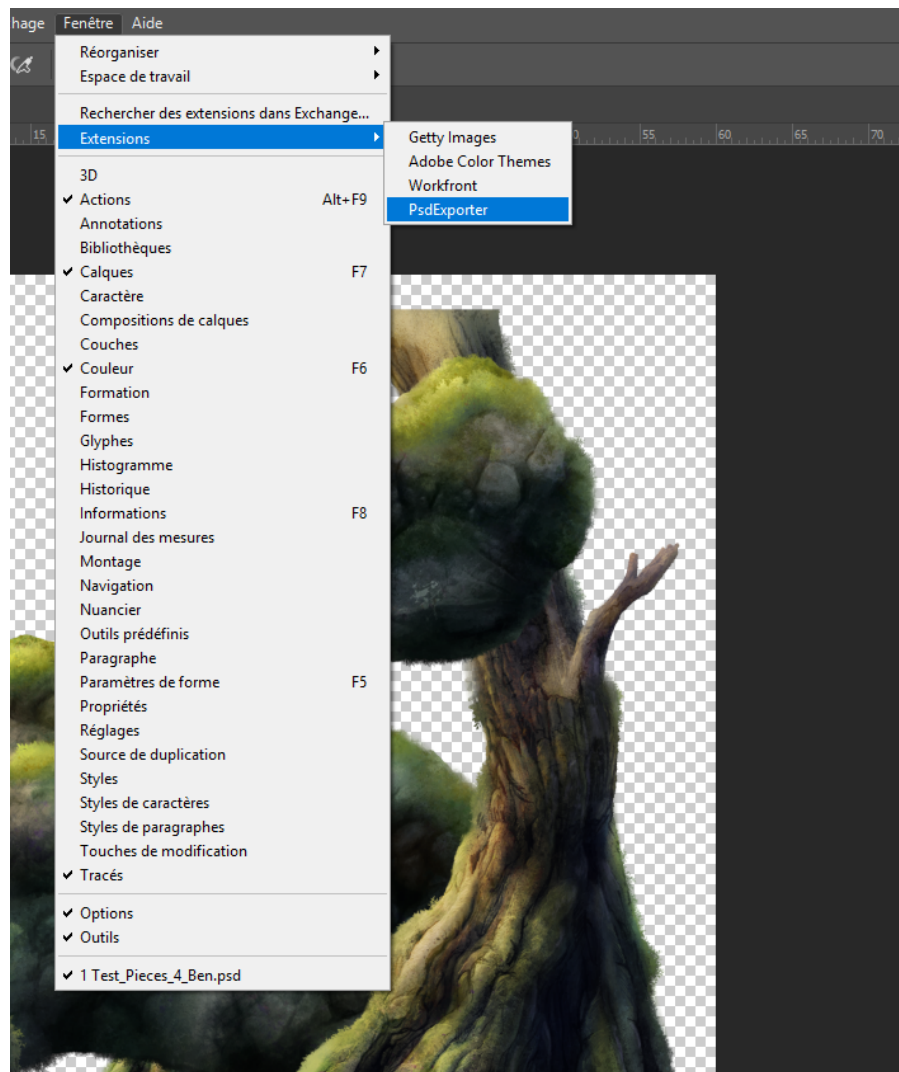 hage Fenêtre Aide
Réorganiser
Espace de travail
Rechercher des extensions dans Exchange...
Extensions
Getty Images
Adobe Color Themes
Workfront
PsdExporter
15 55 60 65 70
3D
Actions Alt+F9
Annotations
Bibliothèques
Calques F7
Caractère
Compositions de calques
Couches
Couleur F6
Formation
Formes
Glyphes
Histogramme
Historique
Informations F8
Journal des mesures
Montage
Navigation
Nuancier
Outils prédéfinis
Paragraphe
Paramètres de forme F5
Propriétés
Réglages
Source de duplication
Styles
Styles de caractères
Styles de paragraphes
Touches de modification
Tracés
Options
Outils
1 Test_Pieces_4_Ben.psd